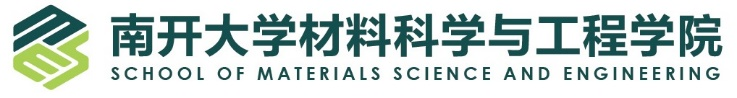 南开大学材料科学与工程学院
SCHOOL OF MATERIALS SCIENCE AND ENGINEERING